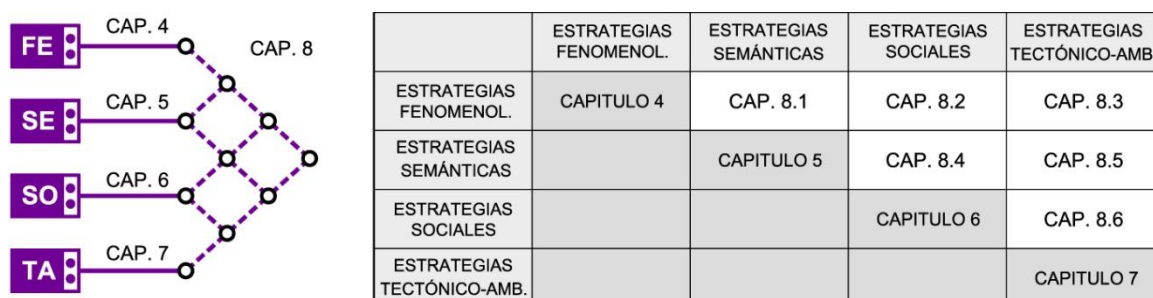 FE
CAP. 4
CAP. 8
SE
CAP. 5
SO
CAP. 6
TA
CAP. 7
ESTRATEGIAS FENOMENOL.
ESTRATEGIAS SEMÁNTICAS
ESTRATEGIAS SOCIALES
ESTRATEGIAS TECTÓNICO-AMB
ESTRATEGIAS FENOMENOL.
CAPITULO 4
CAP. 8.1
CAP. 8.2
CAP. 8.3
ESTRATEGIAS SEMÁNTICAS
CAPITULO 5
CAP. 8.4
CAP. 8.5
ESTRATEGIAS SOCIALES
CAPITULO 6
CAP. 8.6
ESTRATEGIAS TECTÓNICO-AMB.
CAPITULO 7